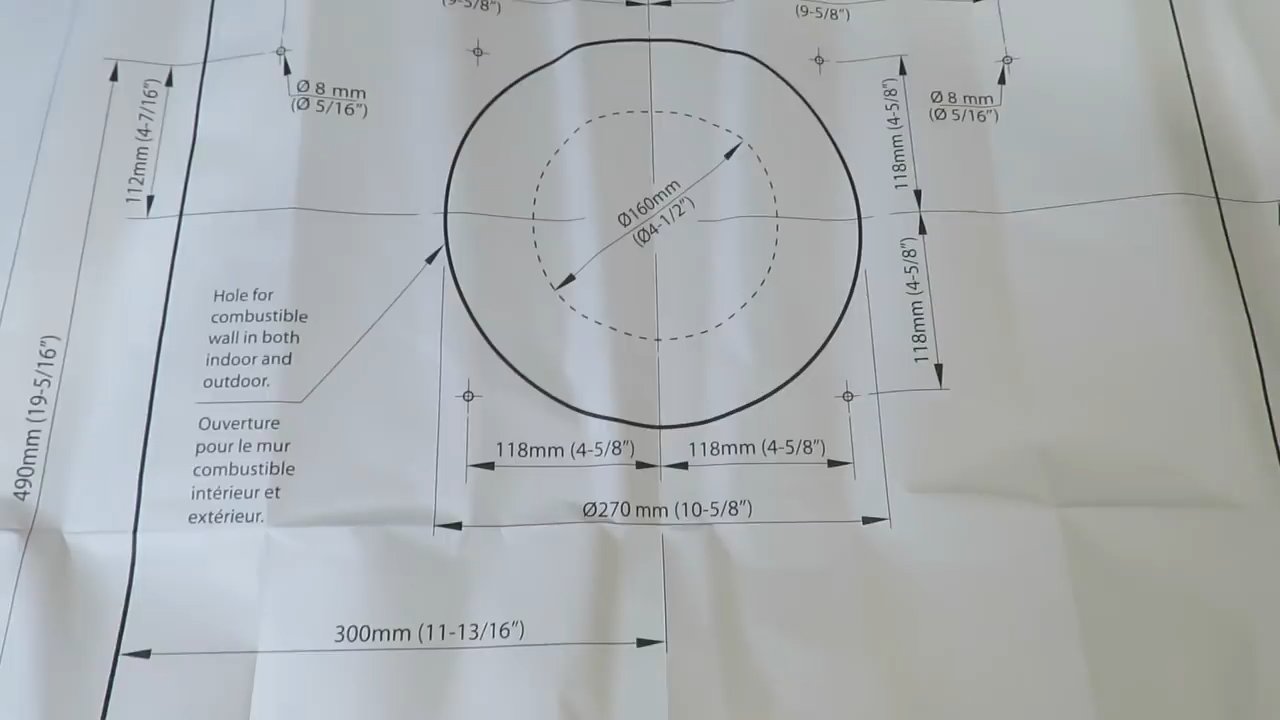 (9-5/8")
(9-5/8")
Ø 8 mm
(Ø 5/16")
Ø 8 mm
(Ø 5/16")
112mm (4-7/16")
118mm (4-5/8")
Ø160mm
(Ø4-1/2")
118mm (4-5/8")
490mm (19-5/16")
Hole for
combustible
wall in both
indoor and
outdoor.
Ouverture
pour le mur
combustible
intérieur et
extérieur.
118mm (4-5/8")
118mm (4-5/8")
Ø270 mm (10-5/8")
300mm (11-13/16")